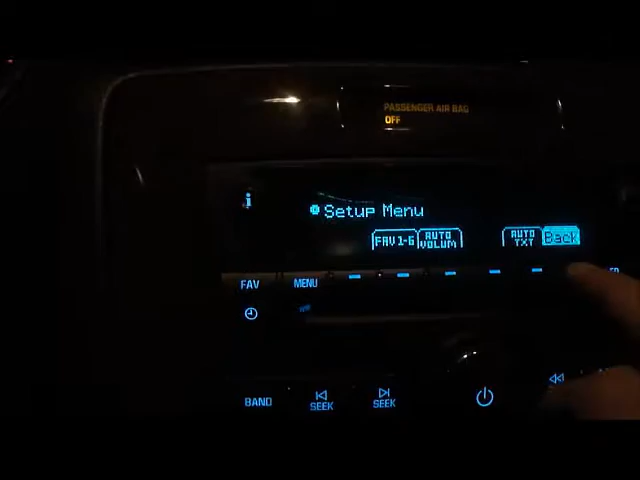 PASSENGER AIR BAG
OFF
i
Setup Menu
FAV1-6
AUTO
VOLUM
AUTO
TXT
Back
FAV
MENU
BAND
SEEK
SEEK